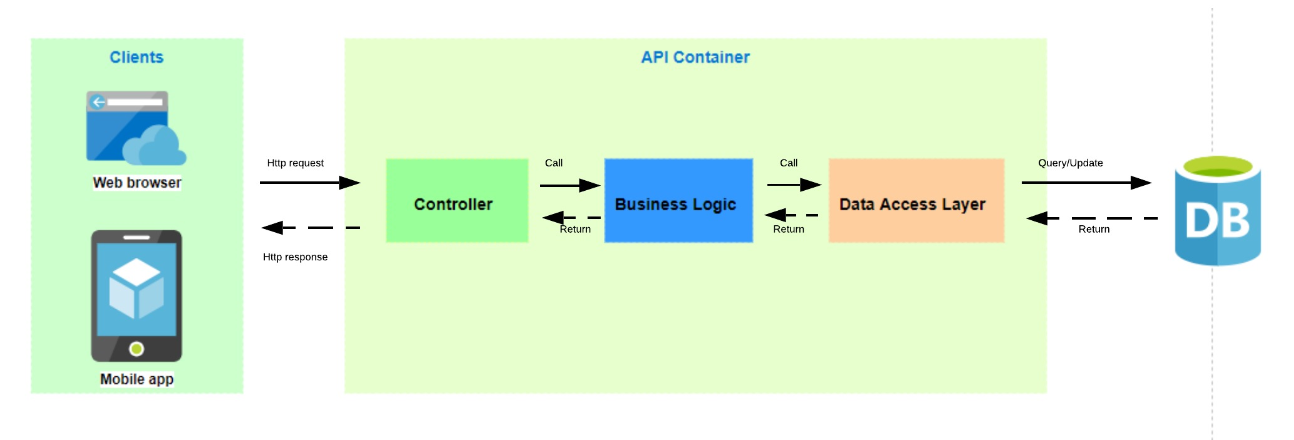 Clients
API Container
Web browser
Http request
Http response
Mobile app
Controller
Call
Return
Business Logic
Call
Return
Data Access Layer
Query/Update
Return
DB